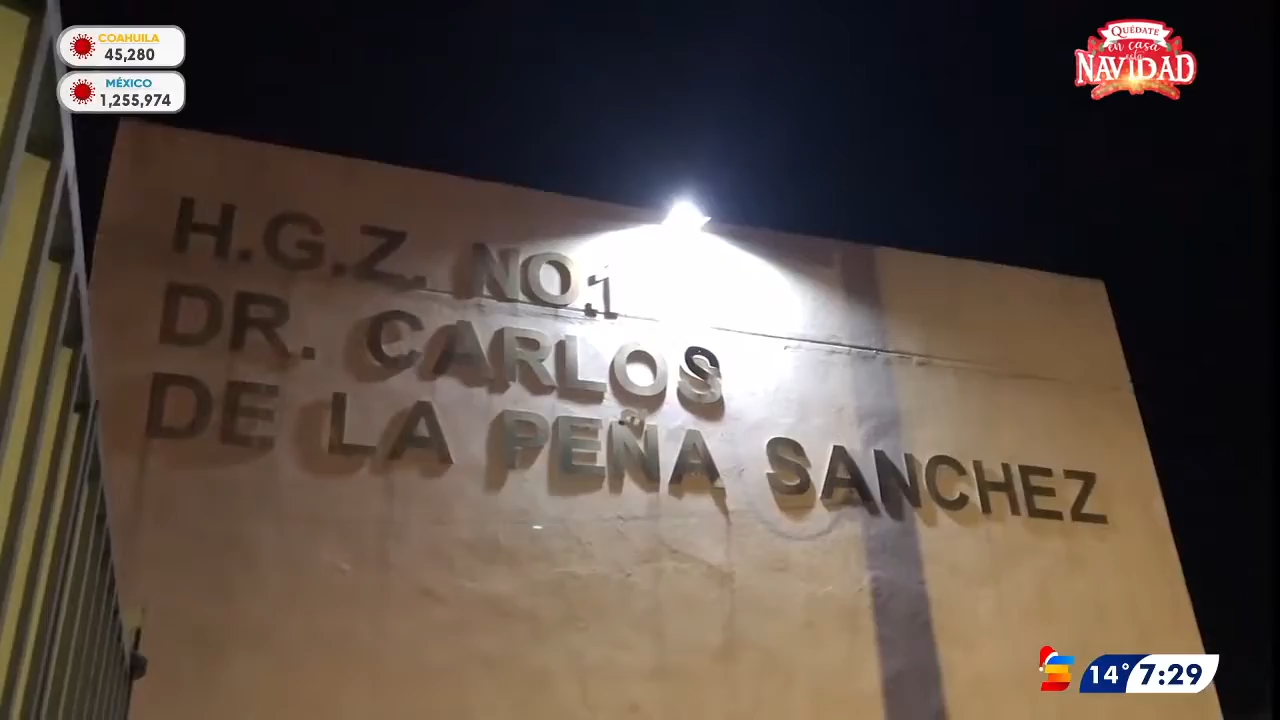 COAHUILA
45,280
MÉXICO
1,255,974
QUÉDATE
en casa
esta
NAVIDAD
H.G.Z. NO.1
DR. CARLOS
DE LA PEÑA SANCHEZ
14° 7:29